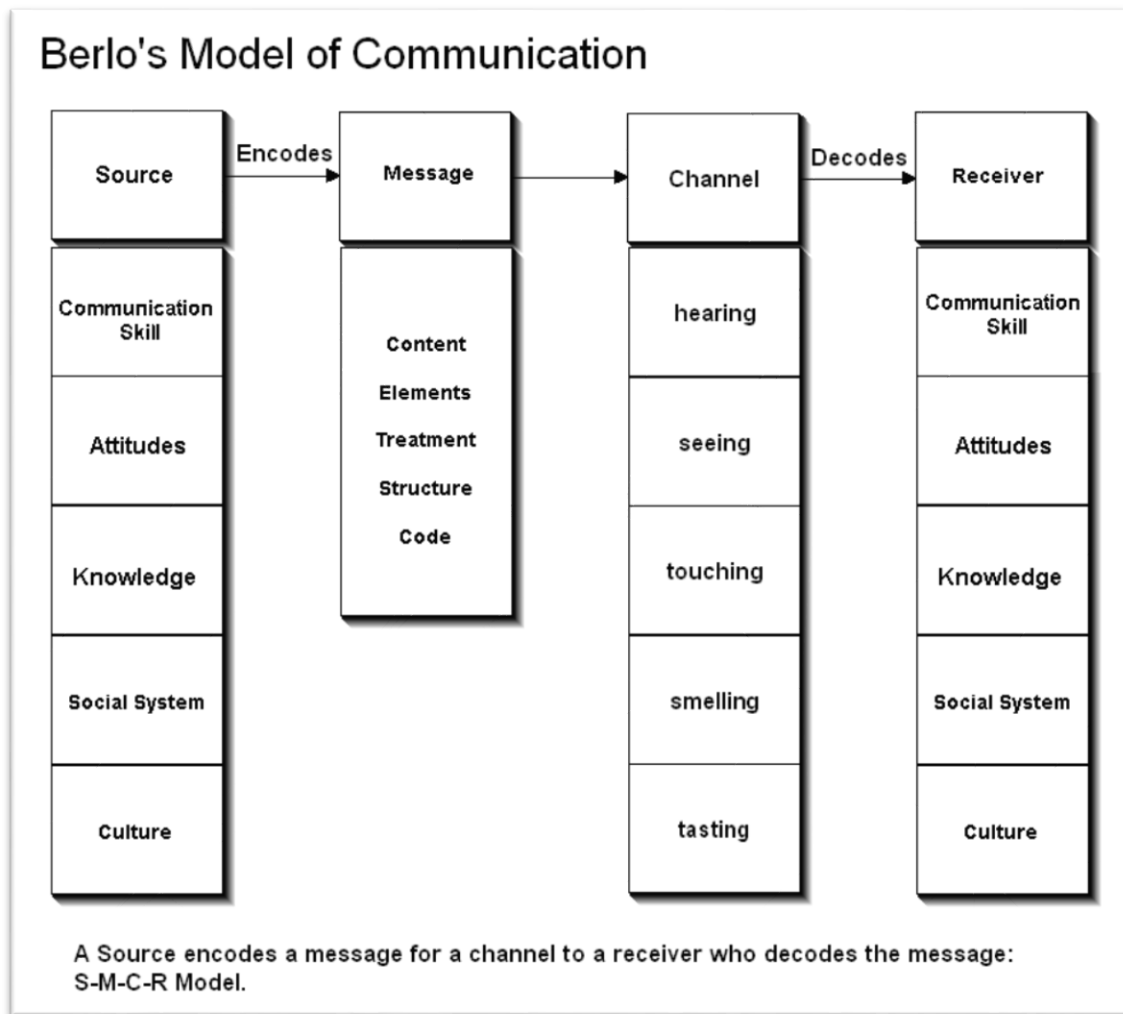 Berlo's Model of Communication
Source
Encodes
Message
Channel
Decodes
Receiver
Communication
Skill
Attitudes
Knowledge
Social System
Culture
Content
Elements
Treatment
Structure
Code
hearing
seeing
touching
smelling
tasting
Communication
Skill
Attitudes
Knowledge
Social System
Culture
A Source encodes a message for a channel to a receiver who decodes the message:
S-M-C-R Model.